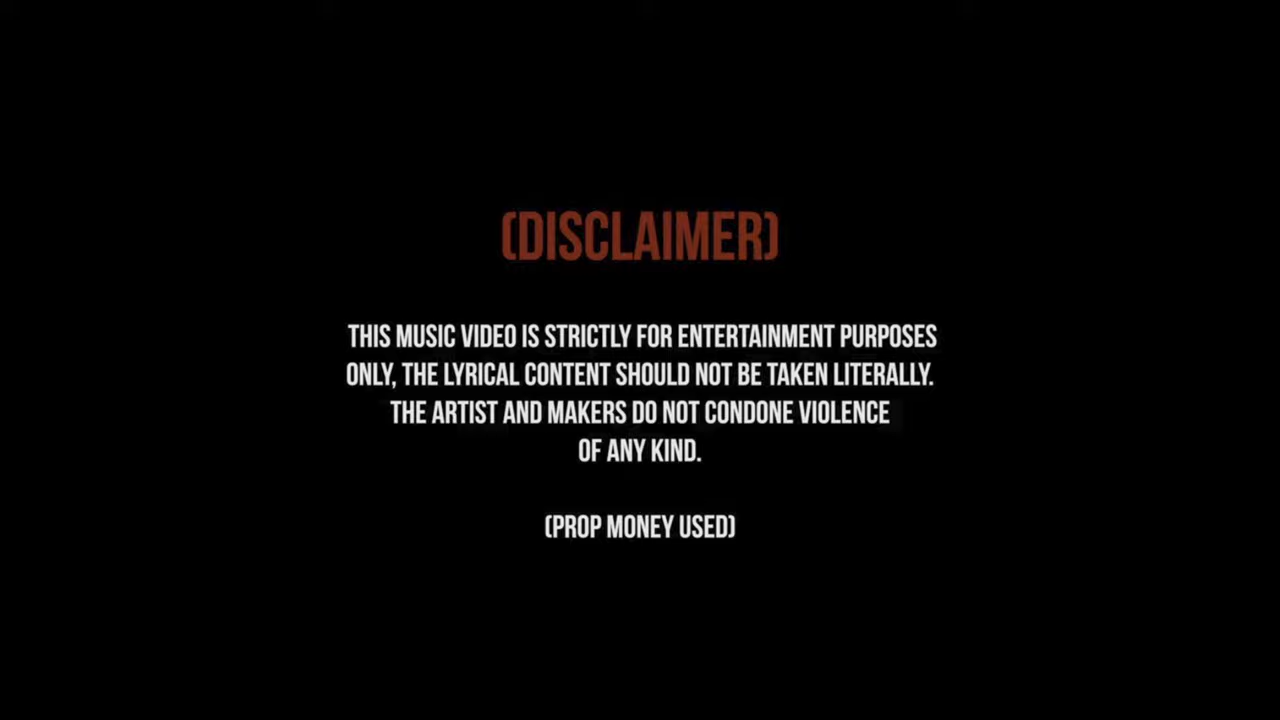 (DISCLAIMER)
THIS MUSIC VIDEO IS STRICTLY FOR ENTERTAINMENT PURPOSES
ONLY, THE LYRICAL CONTENT SHOULD NOT BE TAKEN LITERALLY.
THE ARTIST AND MAKERS DO NOT CONDONE VIOLENCE
OF ANY KIND.
(PROP MONEY USED)